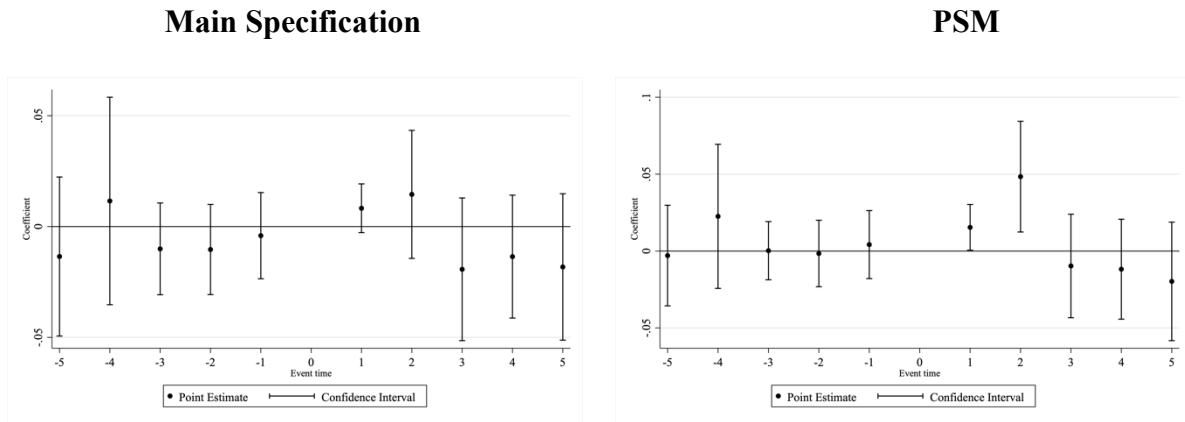 Main Specification
.05
0
-.05
Coefficient
-5 -4 -3 -2 -1 0 1 2 3 4 5
Event time
Point Estimate Confidence Interval
PSM
.1
.05
0
-.05
Coefficient
-5 -4 -3 -2 -1 0 1 2 3 4 5
Event time
Point Estimate Confidence Interval